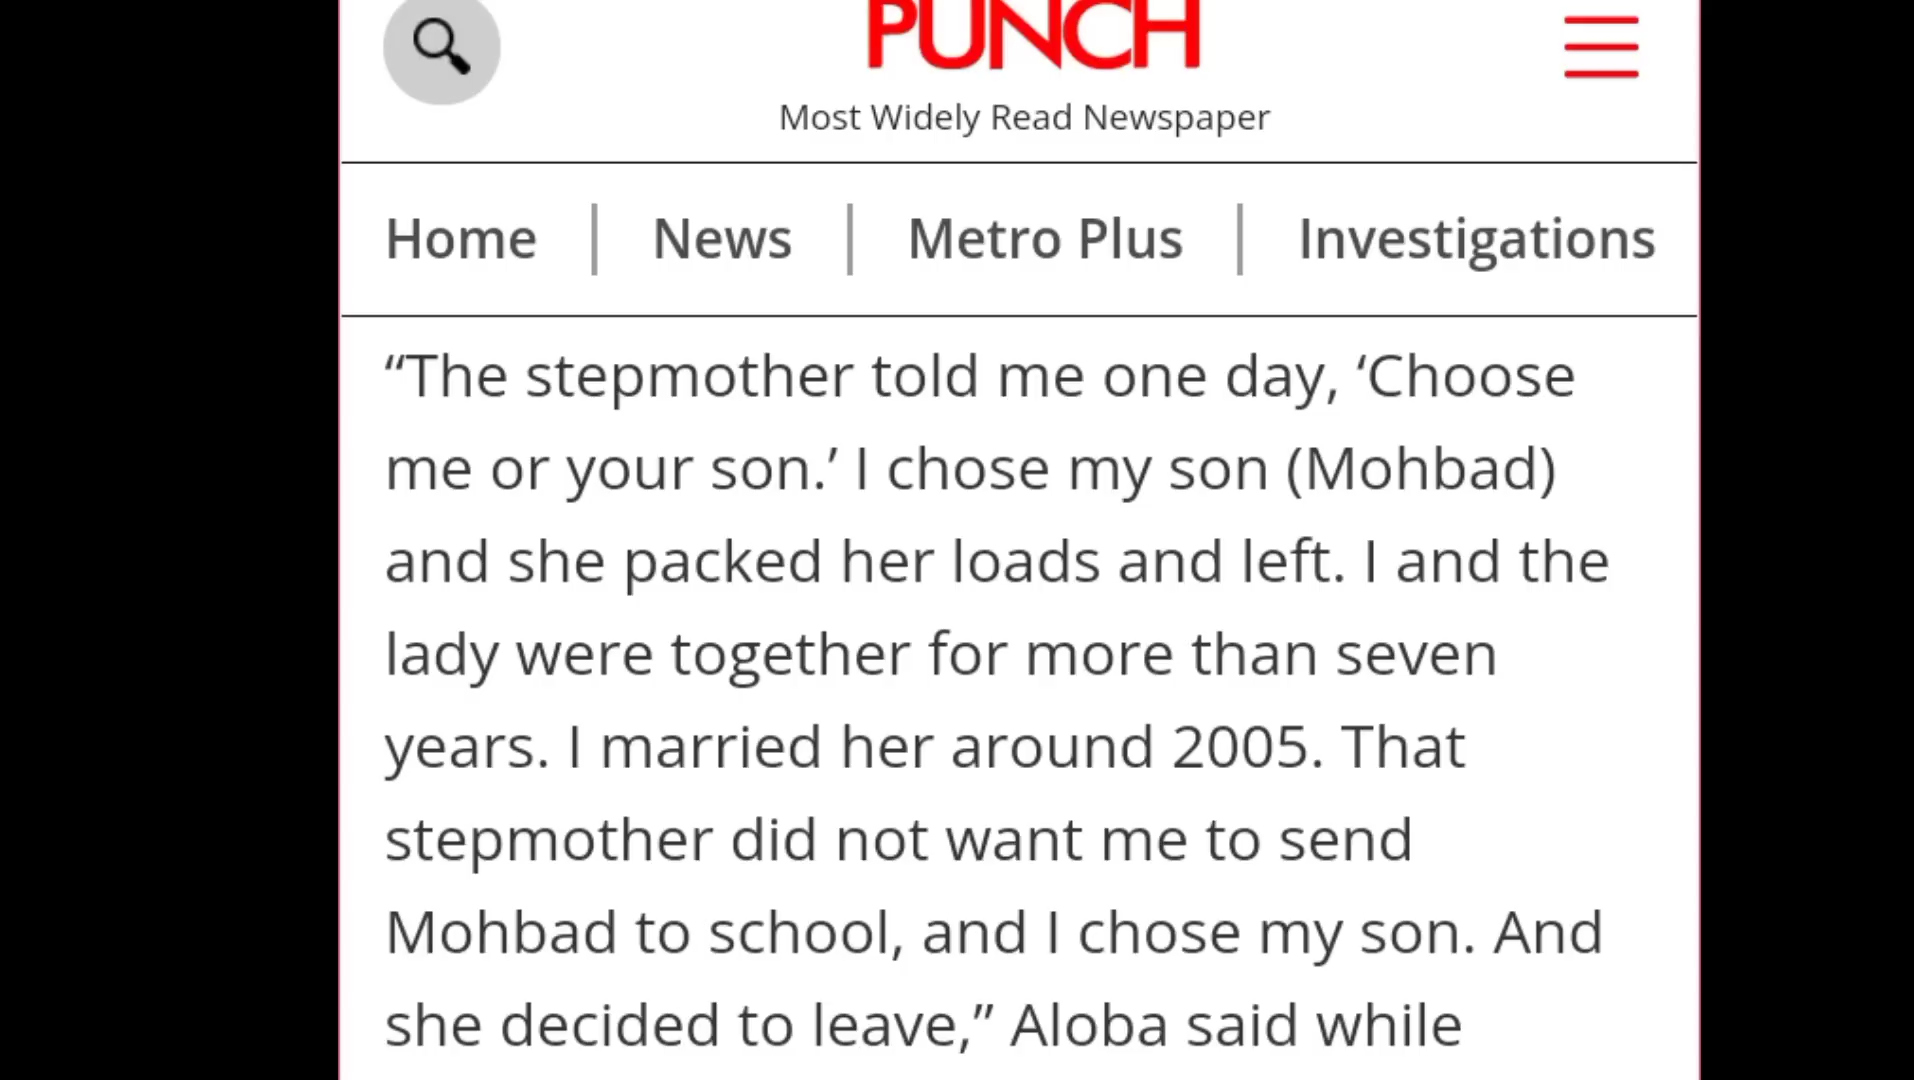 PUNCH
Most Widely Read Newspaper
Home | News | Metro Plus | Investigations
“The stepmother told me one day, ‘Choose
me or your son.’ I chose my son (Mohbad)
and she packed her loads and left. I and the
lady were together for more than seven
years. I married her around 2005. That
stepmother did not want me to send
Mohbad to school, and I chose my son. And
she decided to leave,” Aloba said while